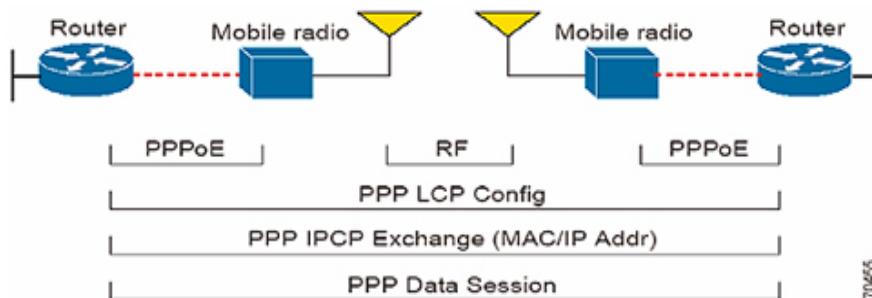 Router Mobile radio Mobile radio Router
PPPoE RF PPPoE
PPP LCP Config
PPP IPCP Exchange (MAC/IP Addr)
PPP Data Session